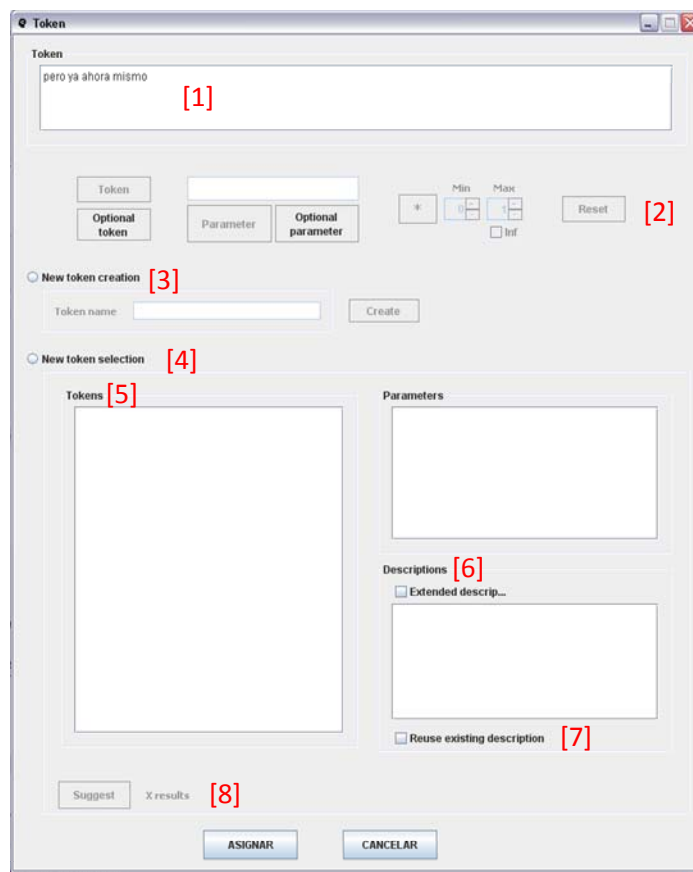 Token
Token
pero ya ahora mismo
[1]
Token
Optional token
Parameter
Optional parameter
*
Min
Max
0
1
Inf
Reset
[2]
New token creation [3]
Token name
Create
New token selection [4]
Tokens [5]
Parameters
Descriptions [6]
Extended descrip...
Reuse existing description [7]
Suggest
X results
[8]
ASIGNAR
CANCELAR